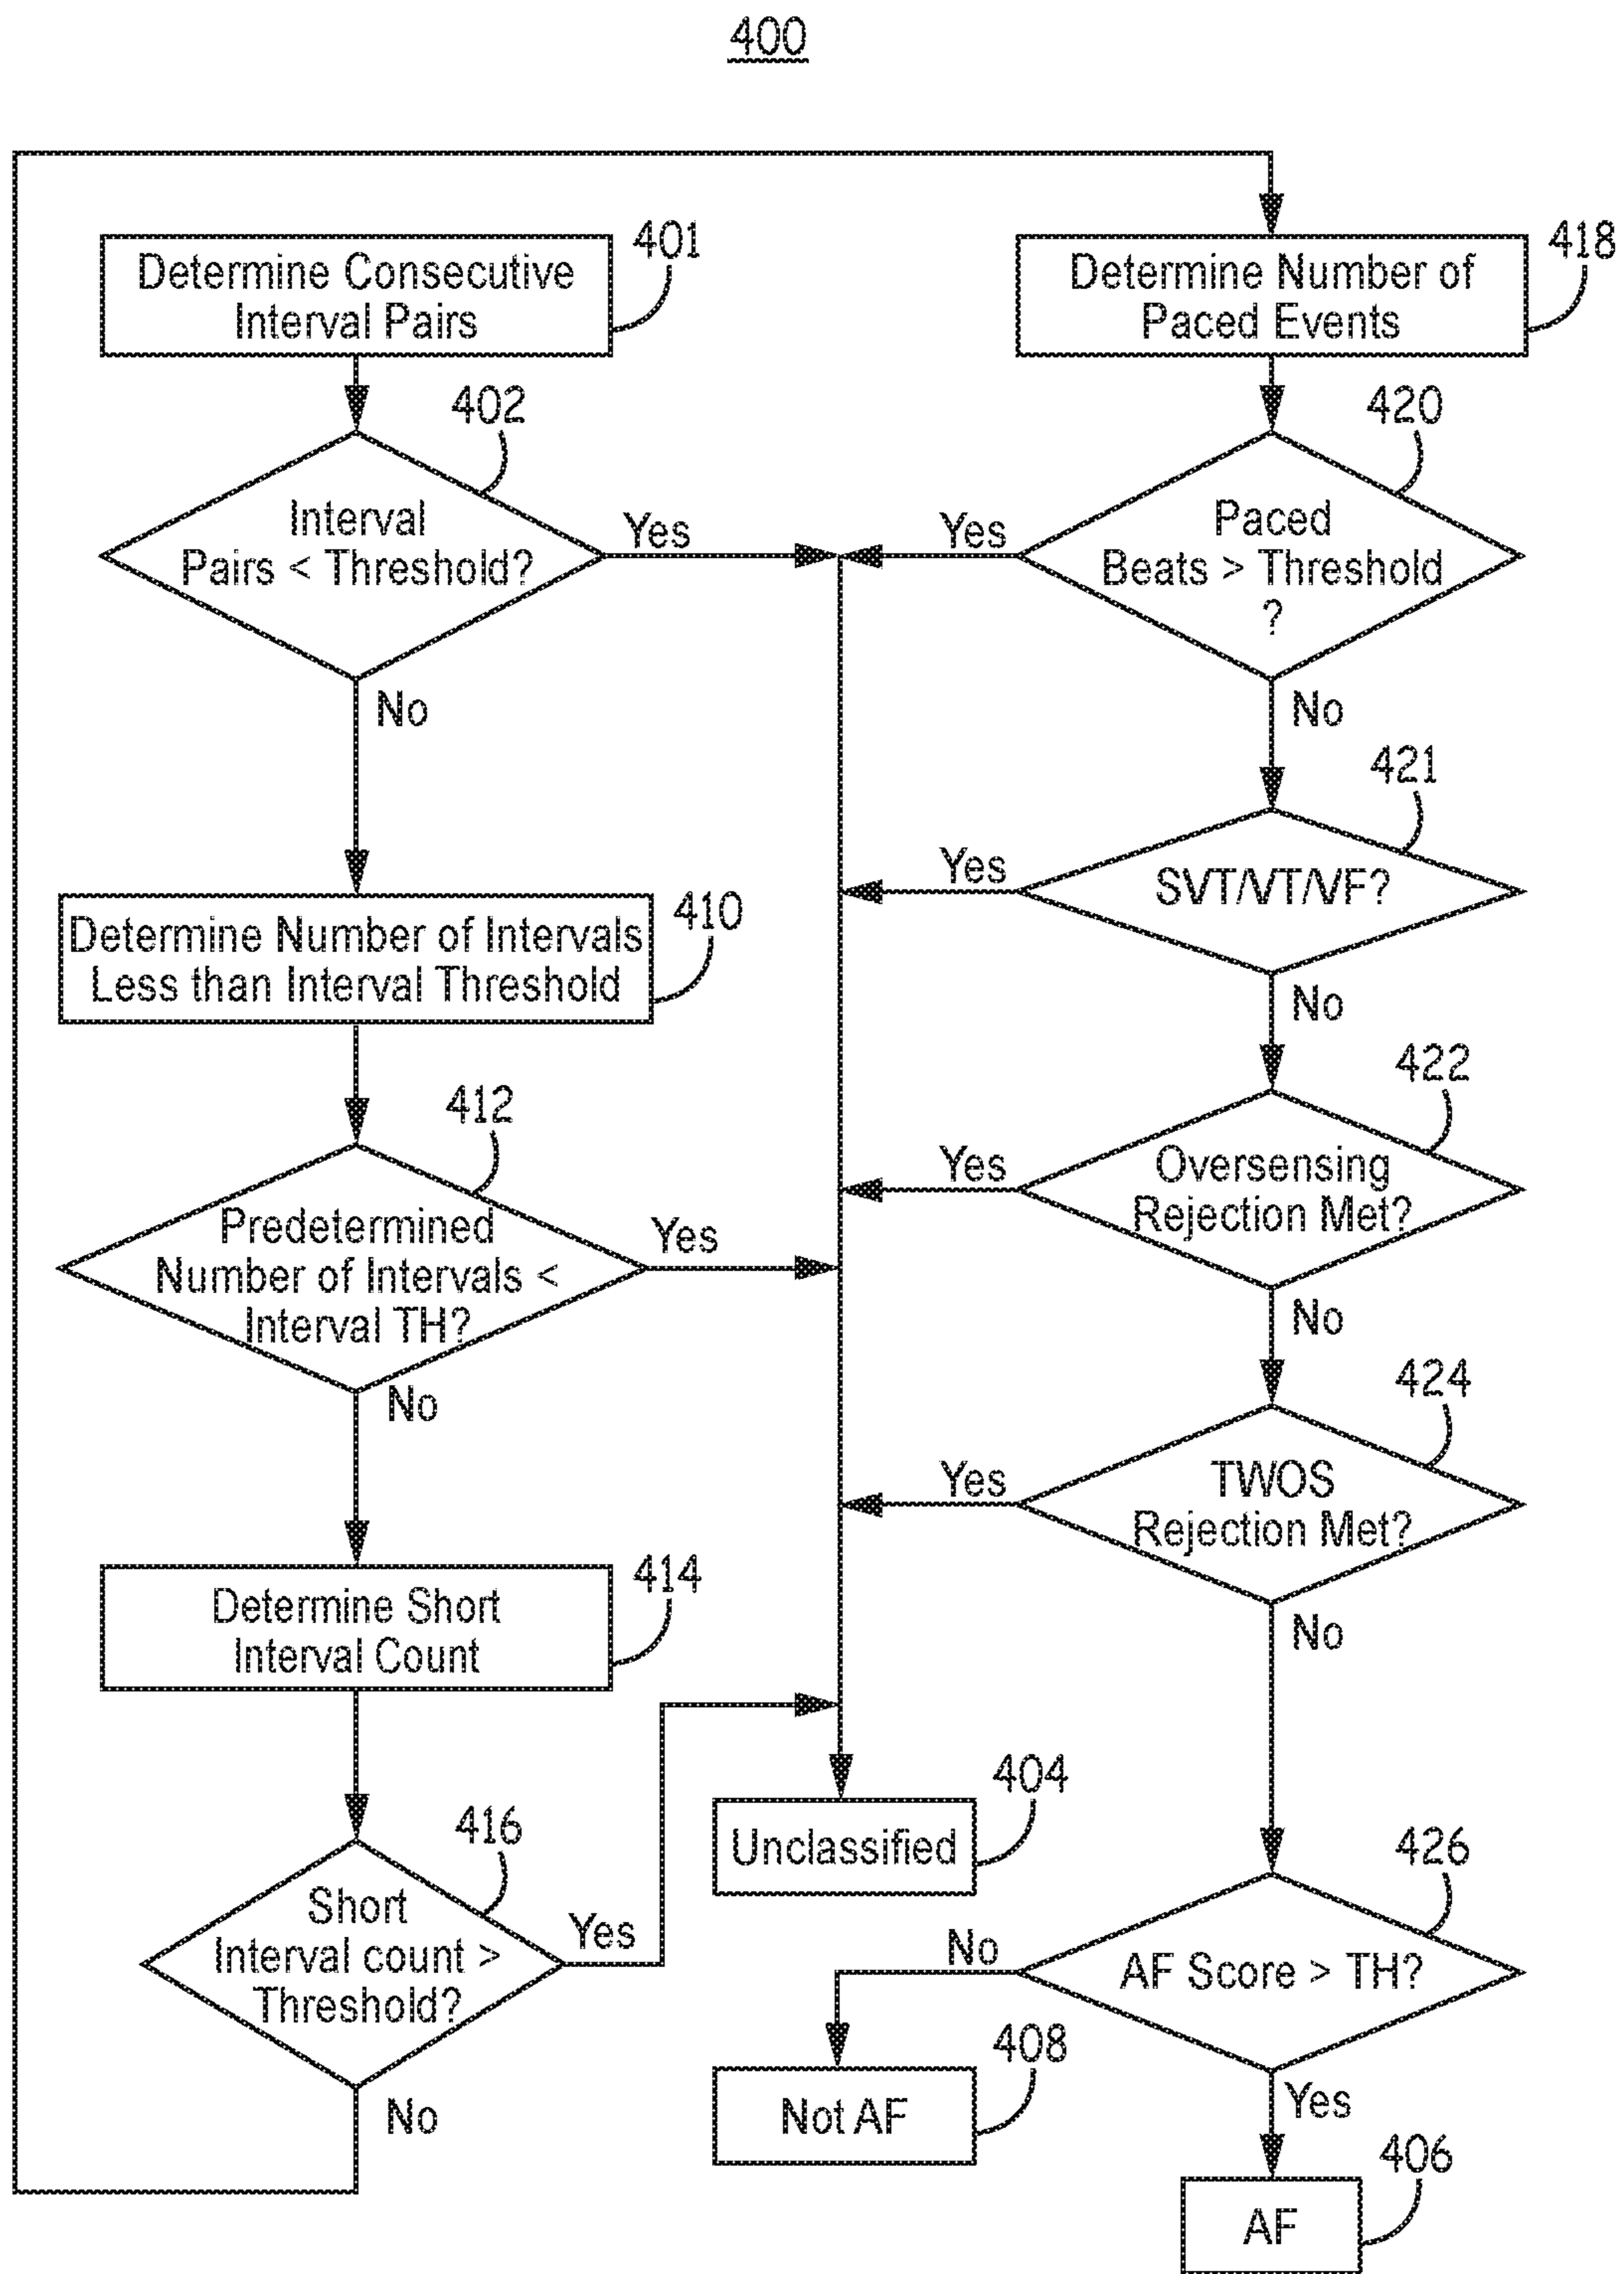 400
Determine Consecutive
Interval Pairs
401
402
Interval
Pairs < Threshold?
Yes
No
Determine Number of Intervals
Less than Interval Threshold
410
412
Predetermined
Number of Intervals <
Interval TH?
Yes
No
Determine Short
Interval Count
414
416
Short
Interval count >
Threshold?
Yes
No
Determine Number of
Paced Events
418
420
Paced
Beats > Threshold
?
Yes
No
421
SVT/VT/VF?
Yes
No
422
Oversensing
Rejection Met?
Yes
No
424
TWOS
Rejection Met?
Yes
No
Unclassified
404
426
AF Score > TH?
No
Yes
Not AF
408
AF
406